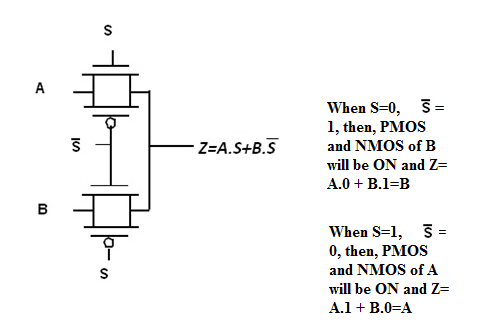 S
A
S̅
Z=A.S+B.S̅
B
S
When S=0, S̅ =
1, then, PMOS
and NMOS of B
will be ON and Z=
A.0 + B.1=B
When S=1, S̅ =
0, then, PMOS
and NMOS of A
will be ON and Z=
A.1 + B.0=A